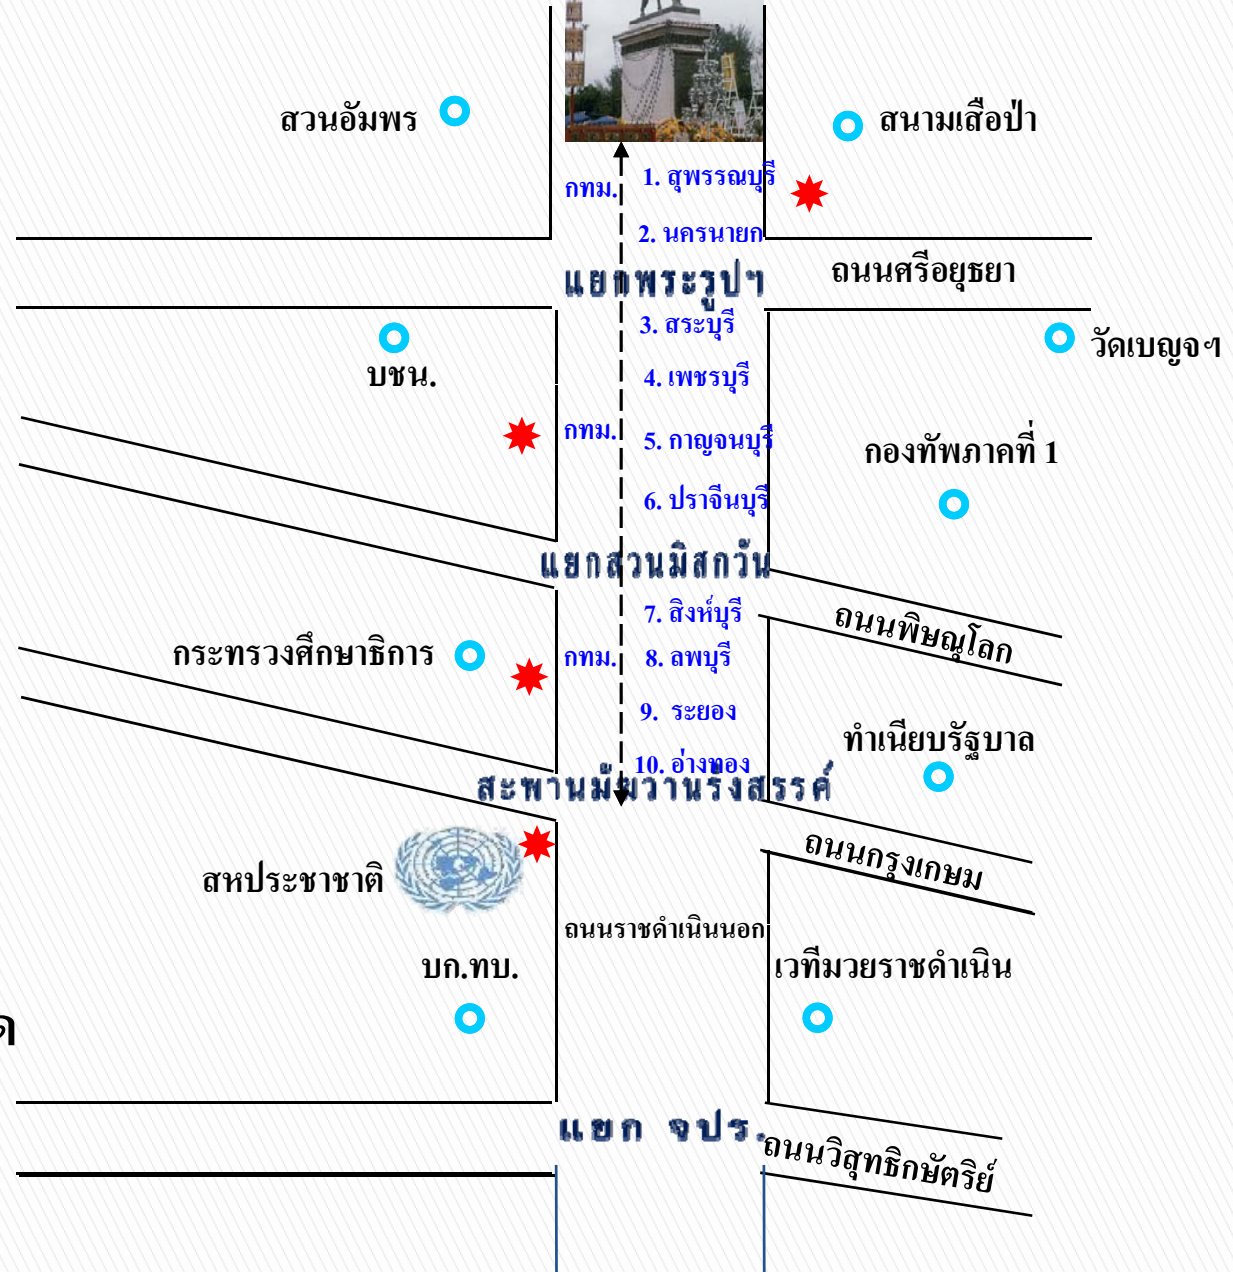 สวนอัมพร
สนามเสือป่า
กทม.
1. สุพรรณบุรี
2. นครนายก
แยกพระรูปฯ
ถนนศรีอยุธยา
3. สระบุรี
วัดเบญจฯ
บชน.
4. เพชรบุรี
กทม.
5. กาญจนบุรี
กองทัพภาคที่ 1
6. ปราจีนบุรี
แยกสวนมิสกวัน
7. สิงห์บุรี
ถนนพิษณุโลก
กระทรวงศึกษาธิการ
กทม.
8. ลพบุรี
9. ระยอง
ทำเนียบรัฐบาล
10. อ่างทอง
สะพานมัฆวานรังสรรค์
ถนนกรุงเกษม
สหประชาชาติ
ถนนราชดำเนินนอก
บก.ทบ.
เวทีมวยราชดำเนิน
แยก จปร.
ถนนวิสุทธิกษัตริย์